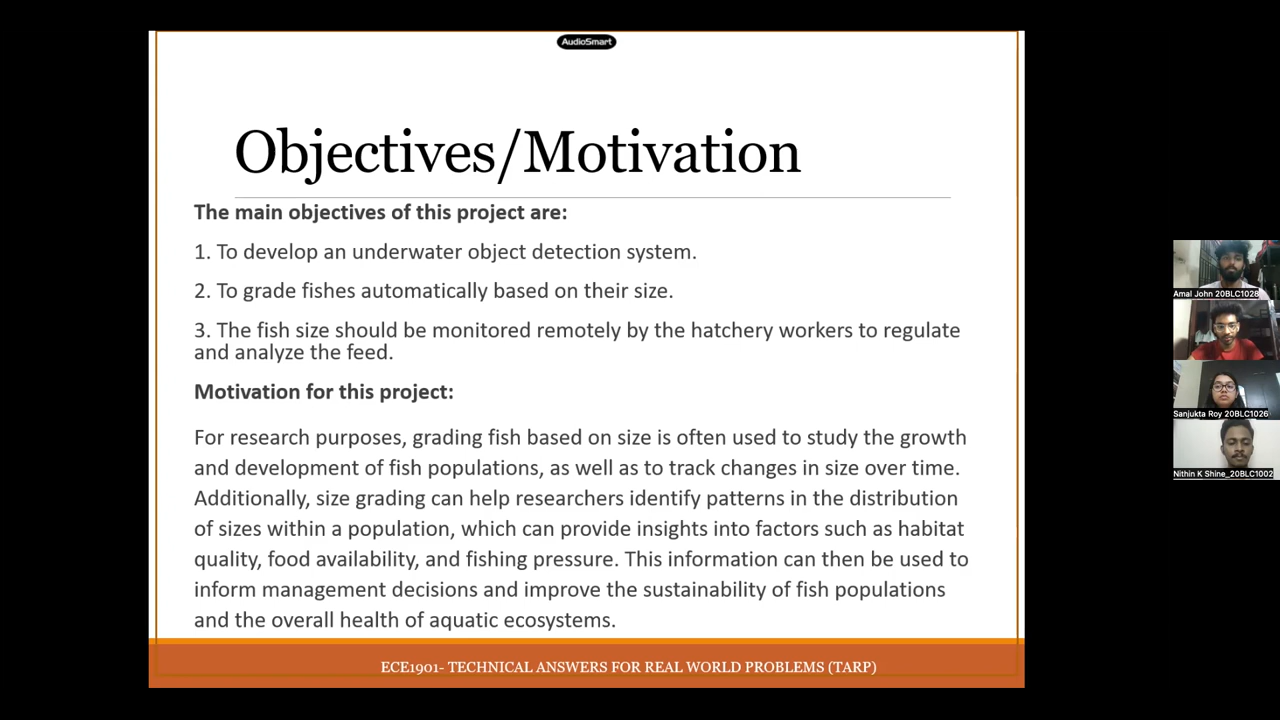 AudioSmart
Objectives/Motivation
The main objectives of this project are:
1. To develop an underwater object detection system.
2. To grade fishes automatically based on their size.
3. The fish size should be monitored remotely by the hatchery workers to regulate
and analyze the feed.
Motivation for this project:
For research purposes, grading fish based on size is often used to study the growth
and development of fish populations, as well as to track changes in size over time.
Additionally, size grading can help researchers identify patterns in the distribution
of sizes within a population, which can provide insights into factors such as habitat
quality, food availability, and fishing pressure. This information can then be used to
inform management decisions and improve the sustainability of fish populations
and the overall health of aquatic ecosystems.
ECE1901- TECHNICAL ANSWERS FOR REAL WORLD PROBLEMS (TARP)
Amal John 20BLC1028
Sanjukta Roy 20BLC1026
Nithin K Shine_20BLC1002